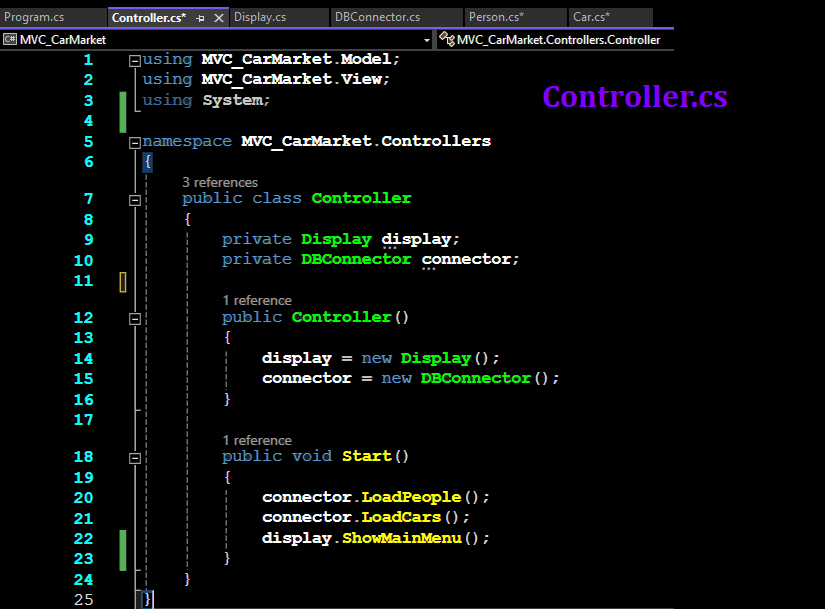 Program.cs Controller.cs* Display.cs DBConnector.cs Person.cs* Car.cs*
C# MVC_CarMarket MVC_CarMarket.Controllers.Controller
1 using MVC_CarMarket.Model;
2 using MVC_CarMarket.View;
3 using System;
Controller.cs
4
5 namespace MVC_CarMarket.Controllers
6 {
3 references
7 public class Controller
8 {
9 private Display display;
10 private DBConnector connector;
11
1 reference
12 public Controller()
13 {
14 display = new Display();
15 connector = new DBConnector();
16 }
17
1 reference
18 public void Start()
19 {
20 connector.LoadPeople();
21 connector.LoadCars();
22 display.ShowMainMenu();
23 }
24 }
25 }